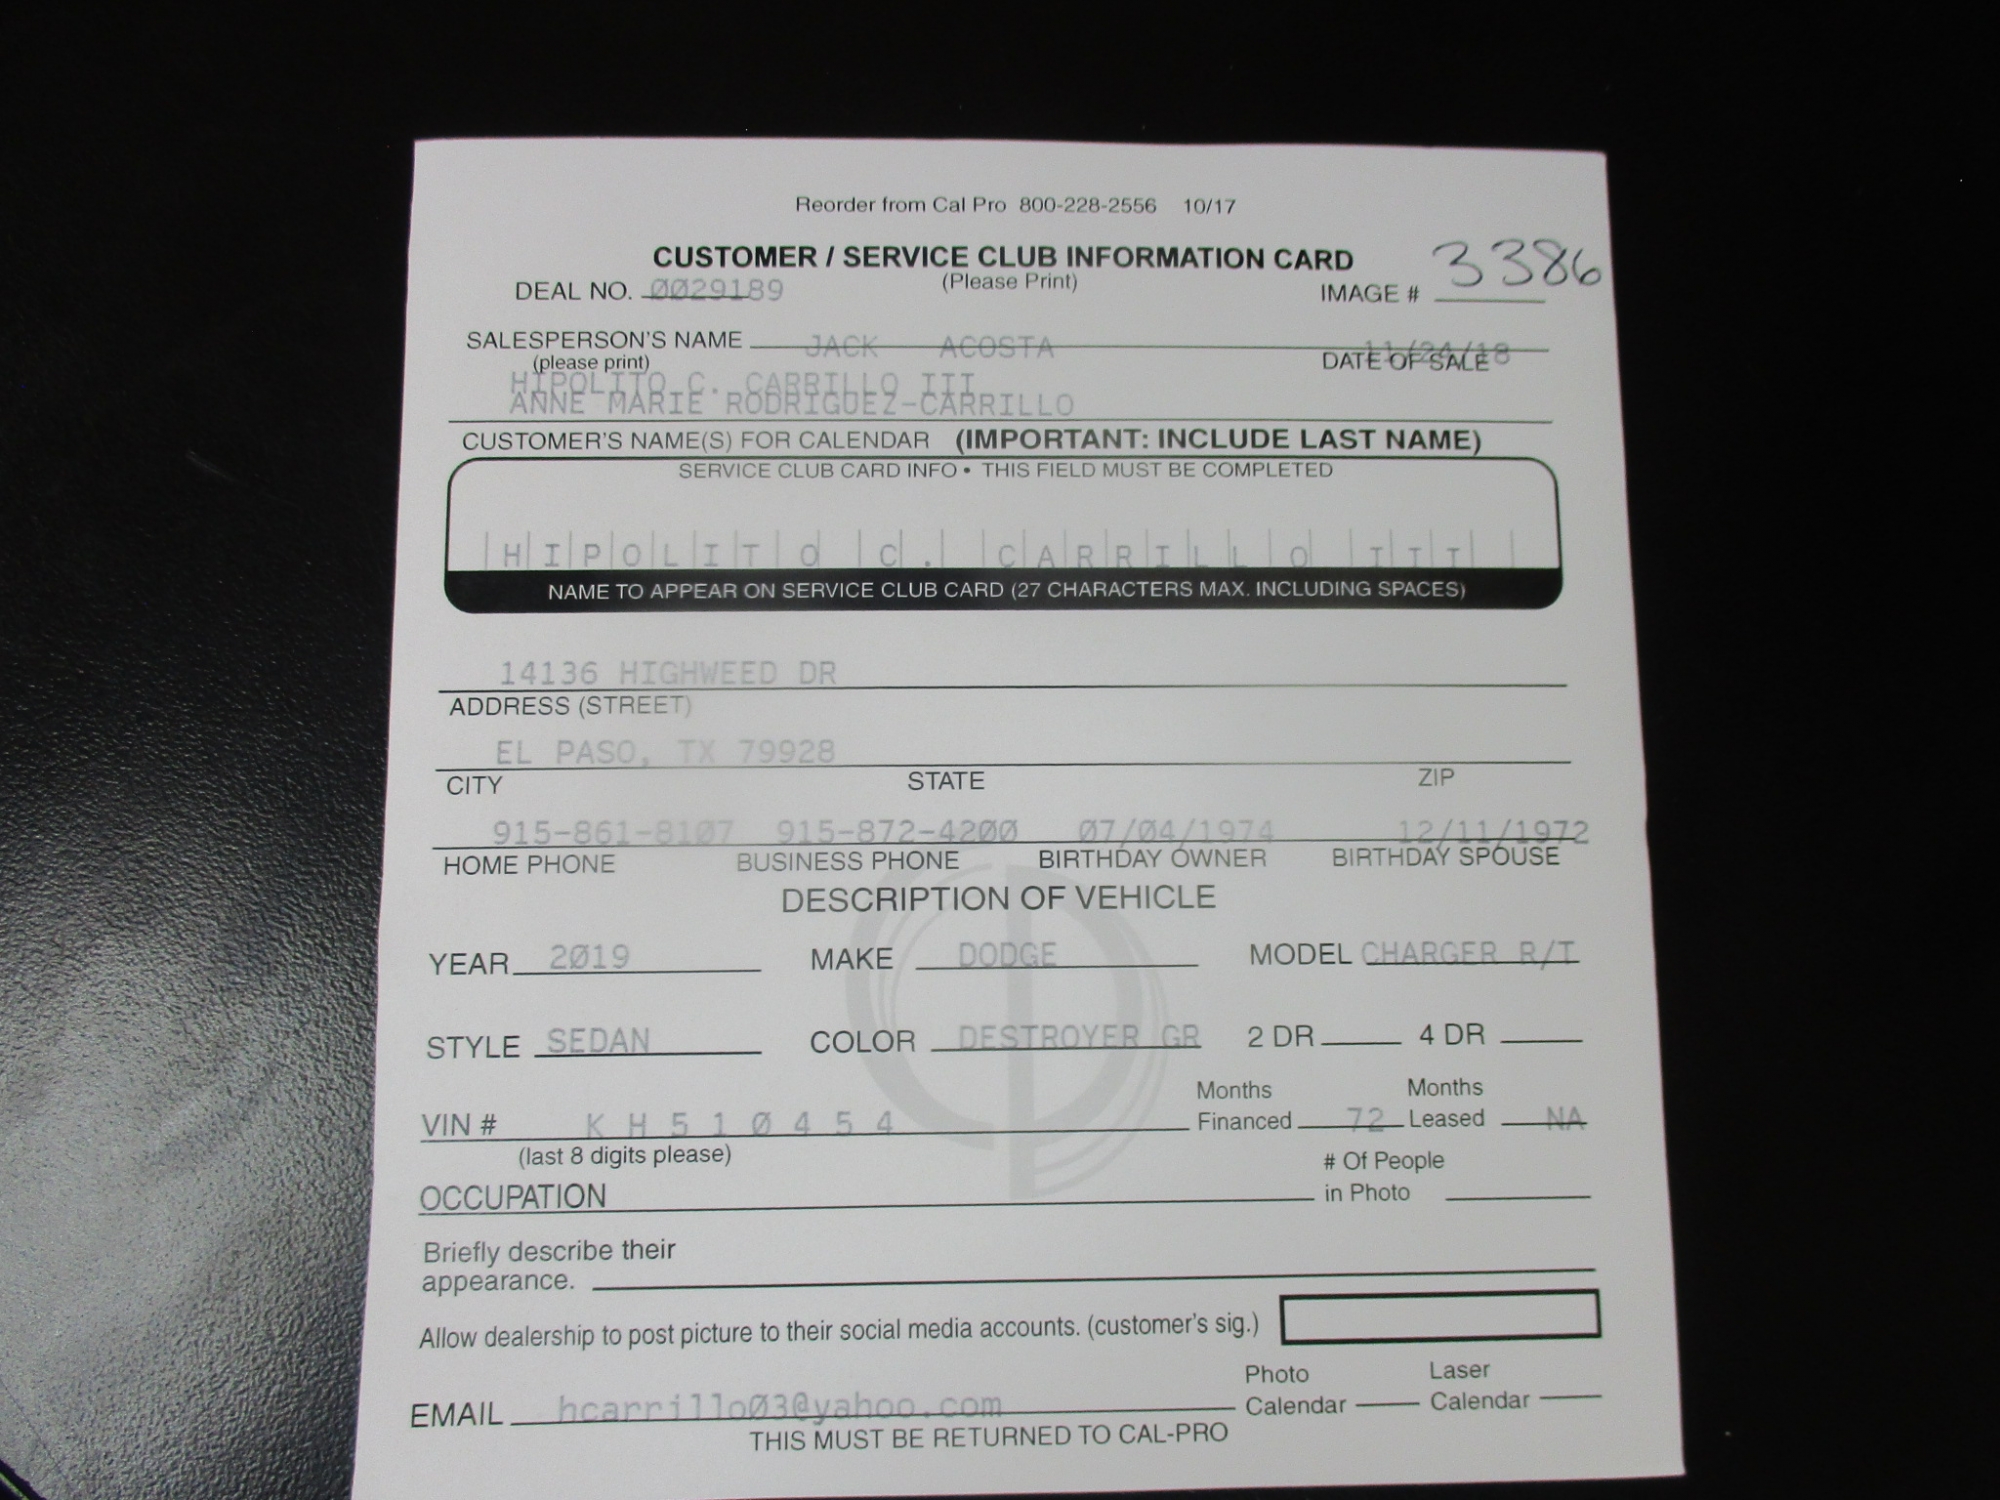 Reorder from Cal Pro 800-228-2556 10/17
CUSTOMER / SERVICE CLUB INFORMATION CARD
(Please Print)
3386
DEAL NO. 0029189
IMAGE #
SALESPERSON'S NAME JACK ACOSTA
(please print)
DATE OF SALE 11/24/18
HIPOLITO C. CARRILLO III
ANNE MARIE RODRIGUEZ-CARRILLO
CUSTOMER'S NAME(S) FOR CALENDAR (IMPORTANT: INCLUDE LAST NAME)
SERVICE CLUB CARD INFO • THIS FIELD MUST BE COMPLETED
HIPOLITO C. CARRILLO III
NAME TO APPEAR ON SERVICE CLUB CARD (27 CHARACTERS MAX. INCLUDING SPACES)
14136 HIGHWEED DR
ADDRESS (STREET)
EL PASO, TX 79928
CITY STATE ZIP
915-861-8107 915-872-4200 07/04/1974 12/11/1972
HOME PHONE BUSINESS PHONE BIRTHDAY OWNER BIRTHDAY SPOUSE
DESCRIPTION OF VEHICLE
YEAR 2019 MAKE DODGE MODEL CHARGER R/T
STYLE SEDAN COLOR DESTROYER GR 2 DR 4 DR
Months Months
VIN # KH510454 Financed 72 Leased NA
(last 8 digits please)
# Of People
OCCUPATION in Photo
Briefly describe their
appearance.
Allow dealership to post picture to their social media accounts. (customer's sig.)
Photo Laser
EMAIL hcarrillo03@yahoo.com Calendar Calendar
THIS MUST BE RETURNED TO CAL-PRO